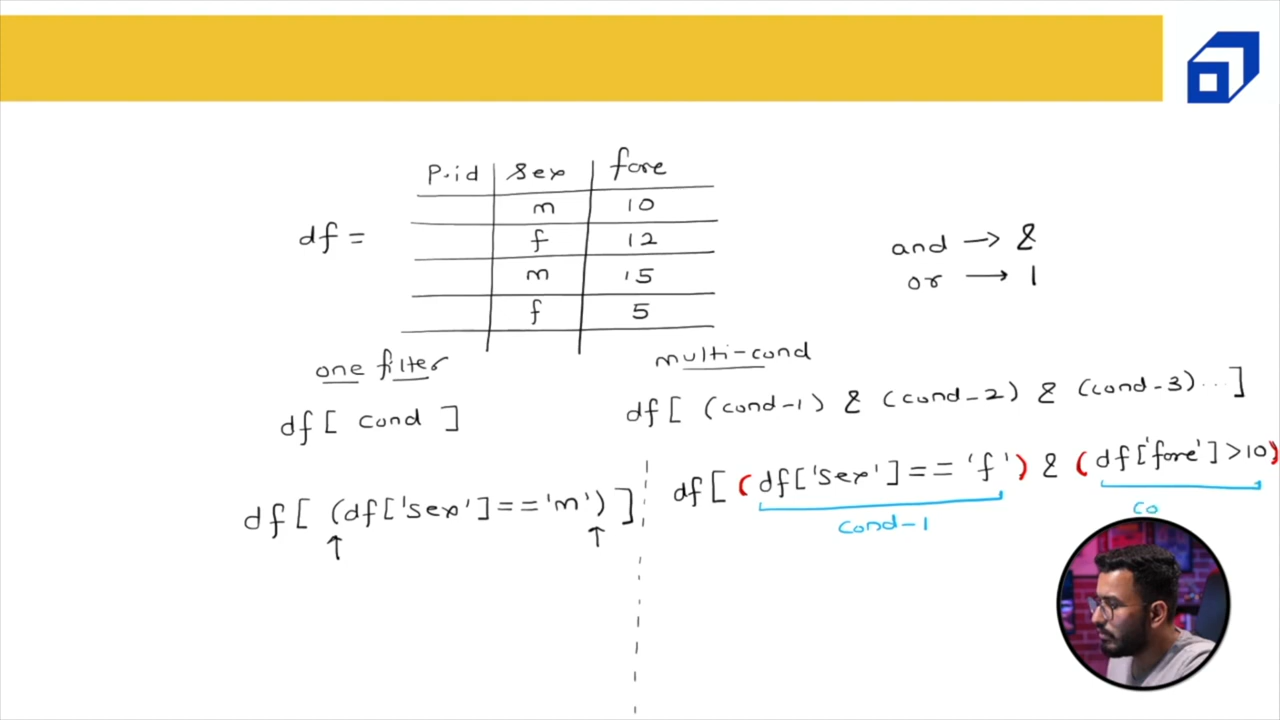 P.id sex fare
df =
m 10
f 12
m 15
f 5
and → &
or → |
one filter
multi-cond
df [ cond ]
df [ (cond-1) & (cond-2) & (cond-3)... ]
df [ (df['sex'] == 'm') ]
df [ (df['sex'] == 'f') & (df['fare'] > 10)
cond-1
co